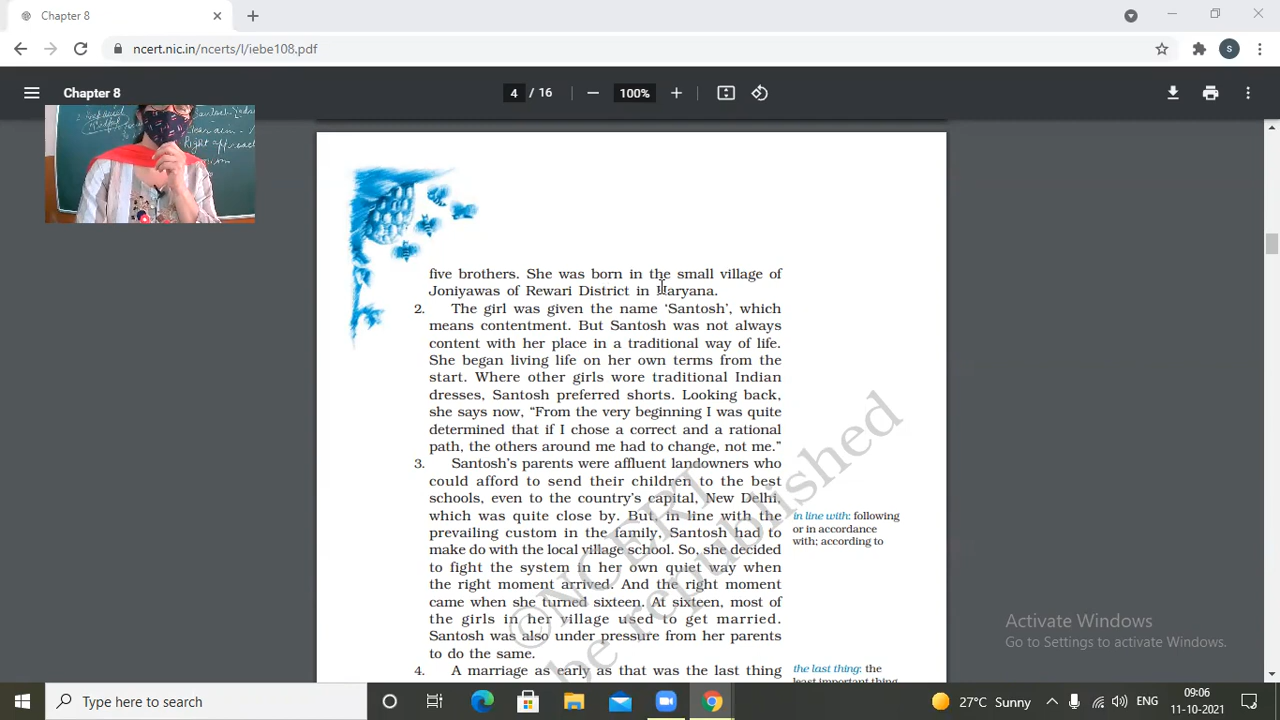 Chapter 8
ncert.nic.in/ncerts/l/iebe108.pdf
S
Chapter 8
4 / 16
100%
five brothers. She was born in the small village of
Joniyawas of Rewari District in Haryana.
2. The girl was given the name ‘Santosh’, which
means contentment. But Santosh was not always
content with her place in a traditional way of life.
She began living life on her own terms from the
start. Where other girls wore traditional Indian
dresses, Santosh preferred shorts. Looking back,
she says now, “From the very beginning I was quite
determined that if I chose a correct and a rational
path, the others around me had to change, not me.”
3. Santosh's parents were affluent landowners who
could afford to send their children to the best
schools, even to the country's capital, New Delhi,
which was quite close by. But, in line with the
prevailing custom in the family, Santosh had to
make do with the local village school. So, she decided
to fight the system in her own quiet way when
the right moment arrived. And the right moment
came when she turned sixteen. At sixteen, most of
the girls in her village used to get married.
Santosh was also under pressure from her parents
to do the same.
4. A marriage as early as that was the last thing
in line with: following
or in accordance
with; according to
the last thing: the
least important thing
©NCERT
be republished
Activate Windows
Go to Settings to activate Windows.
Type here to search
27°C Sunny
ENG
09:06
11-10-2021